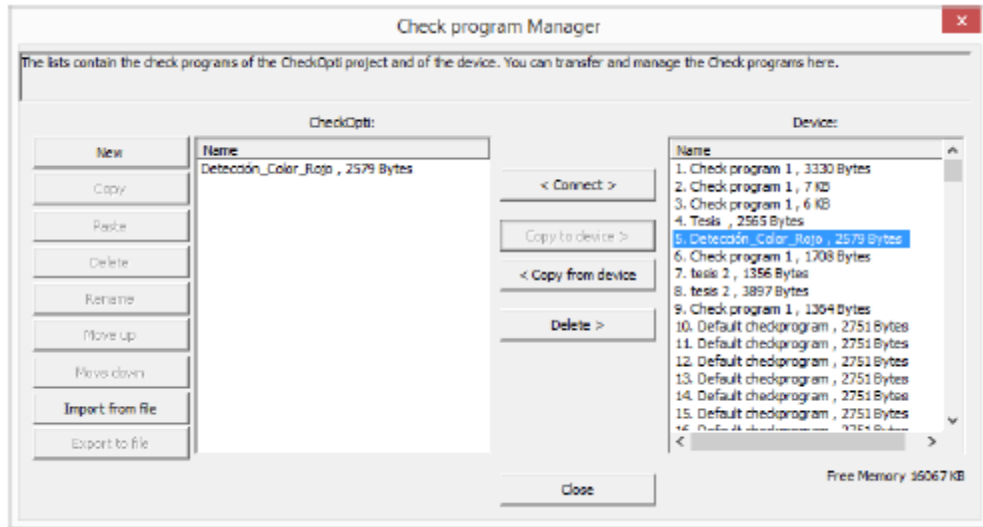 Check program Manager
x
The lists contain the check programs of the CheckOpti project and of the device. You can transfer and manage the Check programs here.
CheckOpti:
Device:
New
Copy
Paste
Delete
Rename
Move up
Move down
Import from file
Export to file
Name
Detección_Color_Rojo , 2579 Bytes
< Connect >
Copy to device >
< Copy from device
Delete >
Name
1. Check program 1 , 3330 Bytes
2. Check program 1 , 7 KB
3. Check program 1 , 6 KB
4. Tesis , 2565 Bytes
5. Detección_Color_Rojo , 2579 Bytes
6. Check program 1 , 1708 Bytes
7. tesis 2 , 1356 Bytes
8. tesis 2 , 3897 Bytes
9. Check program 1 , 1364 Bytes
10. Default checkprogram , 2751 Bytes
11. Default checkprogram , 2751 Bytes
12. Default checkprogram , 2751 Bytes
13. Default checkprogram , 2751 Bytes
14. Default checkprogram , 2751 Bytes
15. Default checkprogram , 2751 Bytes
16. Default checkprogram , 2751 Bytes
Free Memory 16067 KB
Close